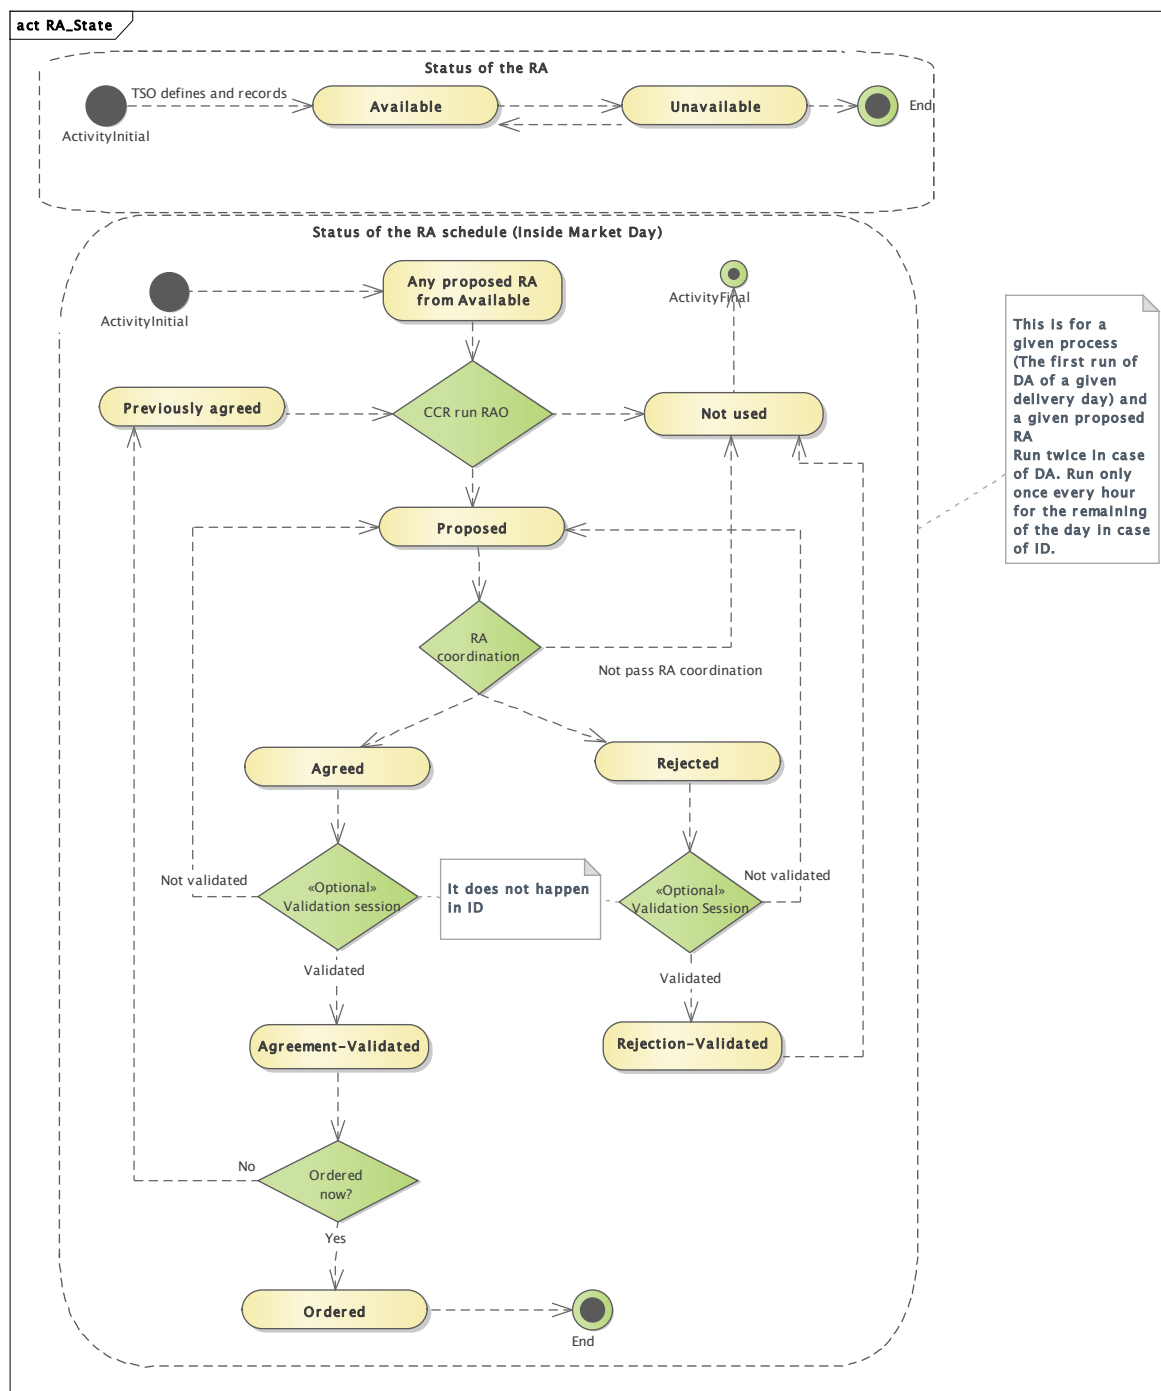 act RA_State
Status of the RA
TSO defines and records
Available
Unavailable
End
ActivityInitial
Status of the RA schedule (Inside Market Day)
Any proposed RA
from Available
ActivityFinal
ActivityInitial
This is for a
given process
(The first run of
DA of a given
delivery day) and
a given proposed
RA
Run twice in case
of DA. Run only
once every hour
for the remaining
of the day in case
of ID.
Previously agreed
CCR run RAO
Not used
Proposed
RA
coordination
Not pass RA coordination
Agreed
Rejected
Not validated
«Optional»
Validation session
It does not happen
in ID
«Optional»
Validation Session
Not validated
Validated
Validated
Agreement-Validated
Rejection-Validated
No
Ordered
now?
Yes
Ordered
End